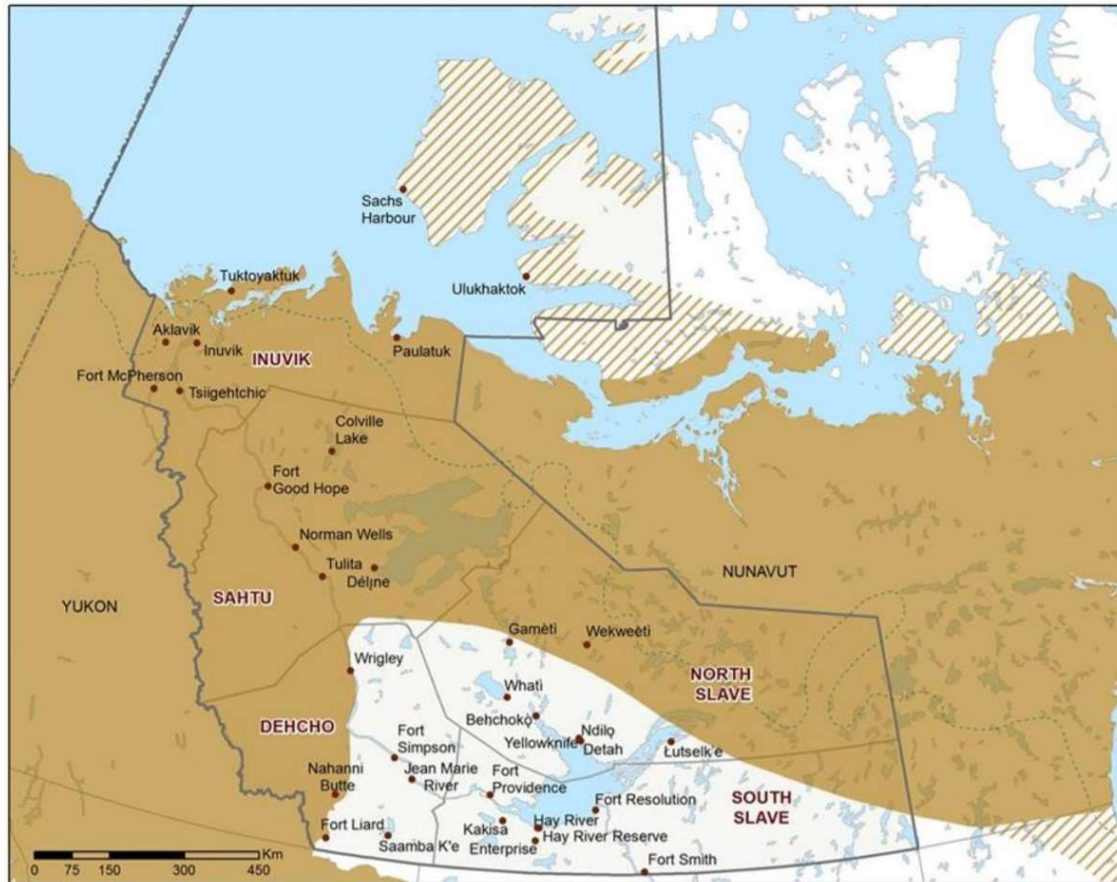 Sachs
Harbour
Tuktoyaktuk
Ulukhaktok
Aklavik
Inuvik
INUVIK
Paulatuk
Fort McPherson
Tsiigehtchic
Colville
Lake
Fort
Good Hope
Norman Wells
Tulita
Délįne
NUNAVUT
YUKON
SAHTU
Gamètì
Wekweètì
Wrigley
NORTH
SLAVE
Whatì
DEHCHO
Behchokǫ̀
Fort
Simpson
Yellowknife
Ndilǫ
Detah
Łutselk'e
Jean Marie
River
Nahanni
Butte
Fort
Providence
Fort Resolution
SOUTH
SLAVE
Fort Liard
Saamba K'e
Kakisa
Hay River
Hay River Reserve
Enterprise
Fort Smith
Km
0 75 150 300 450